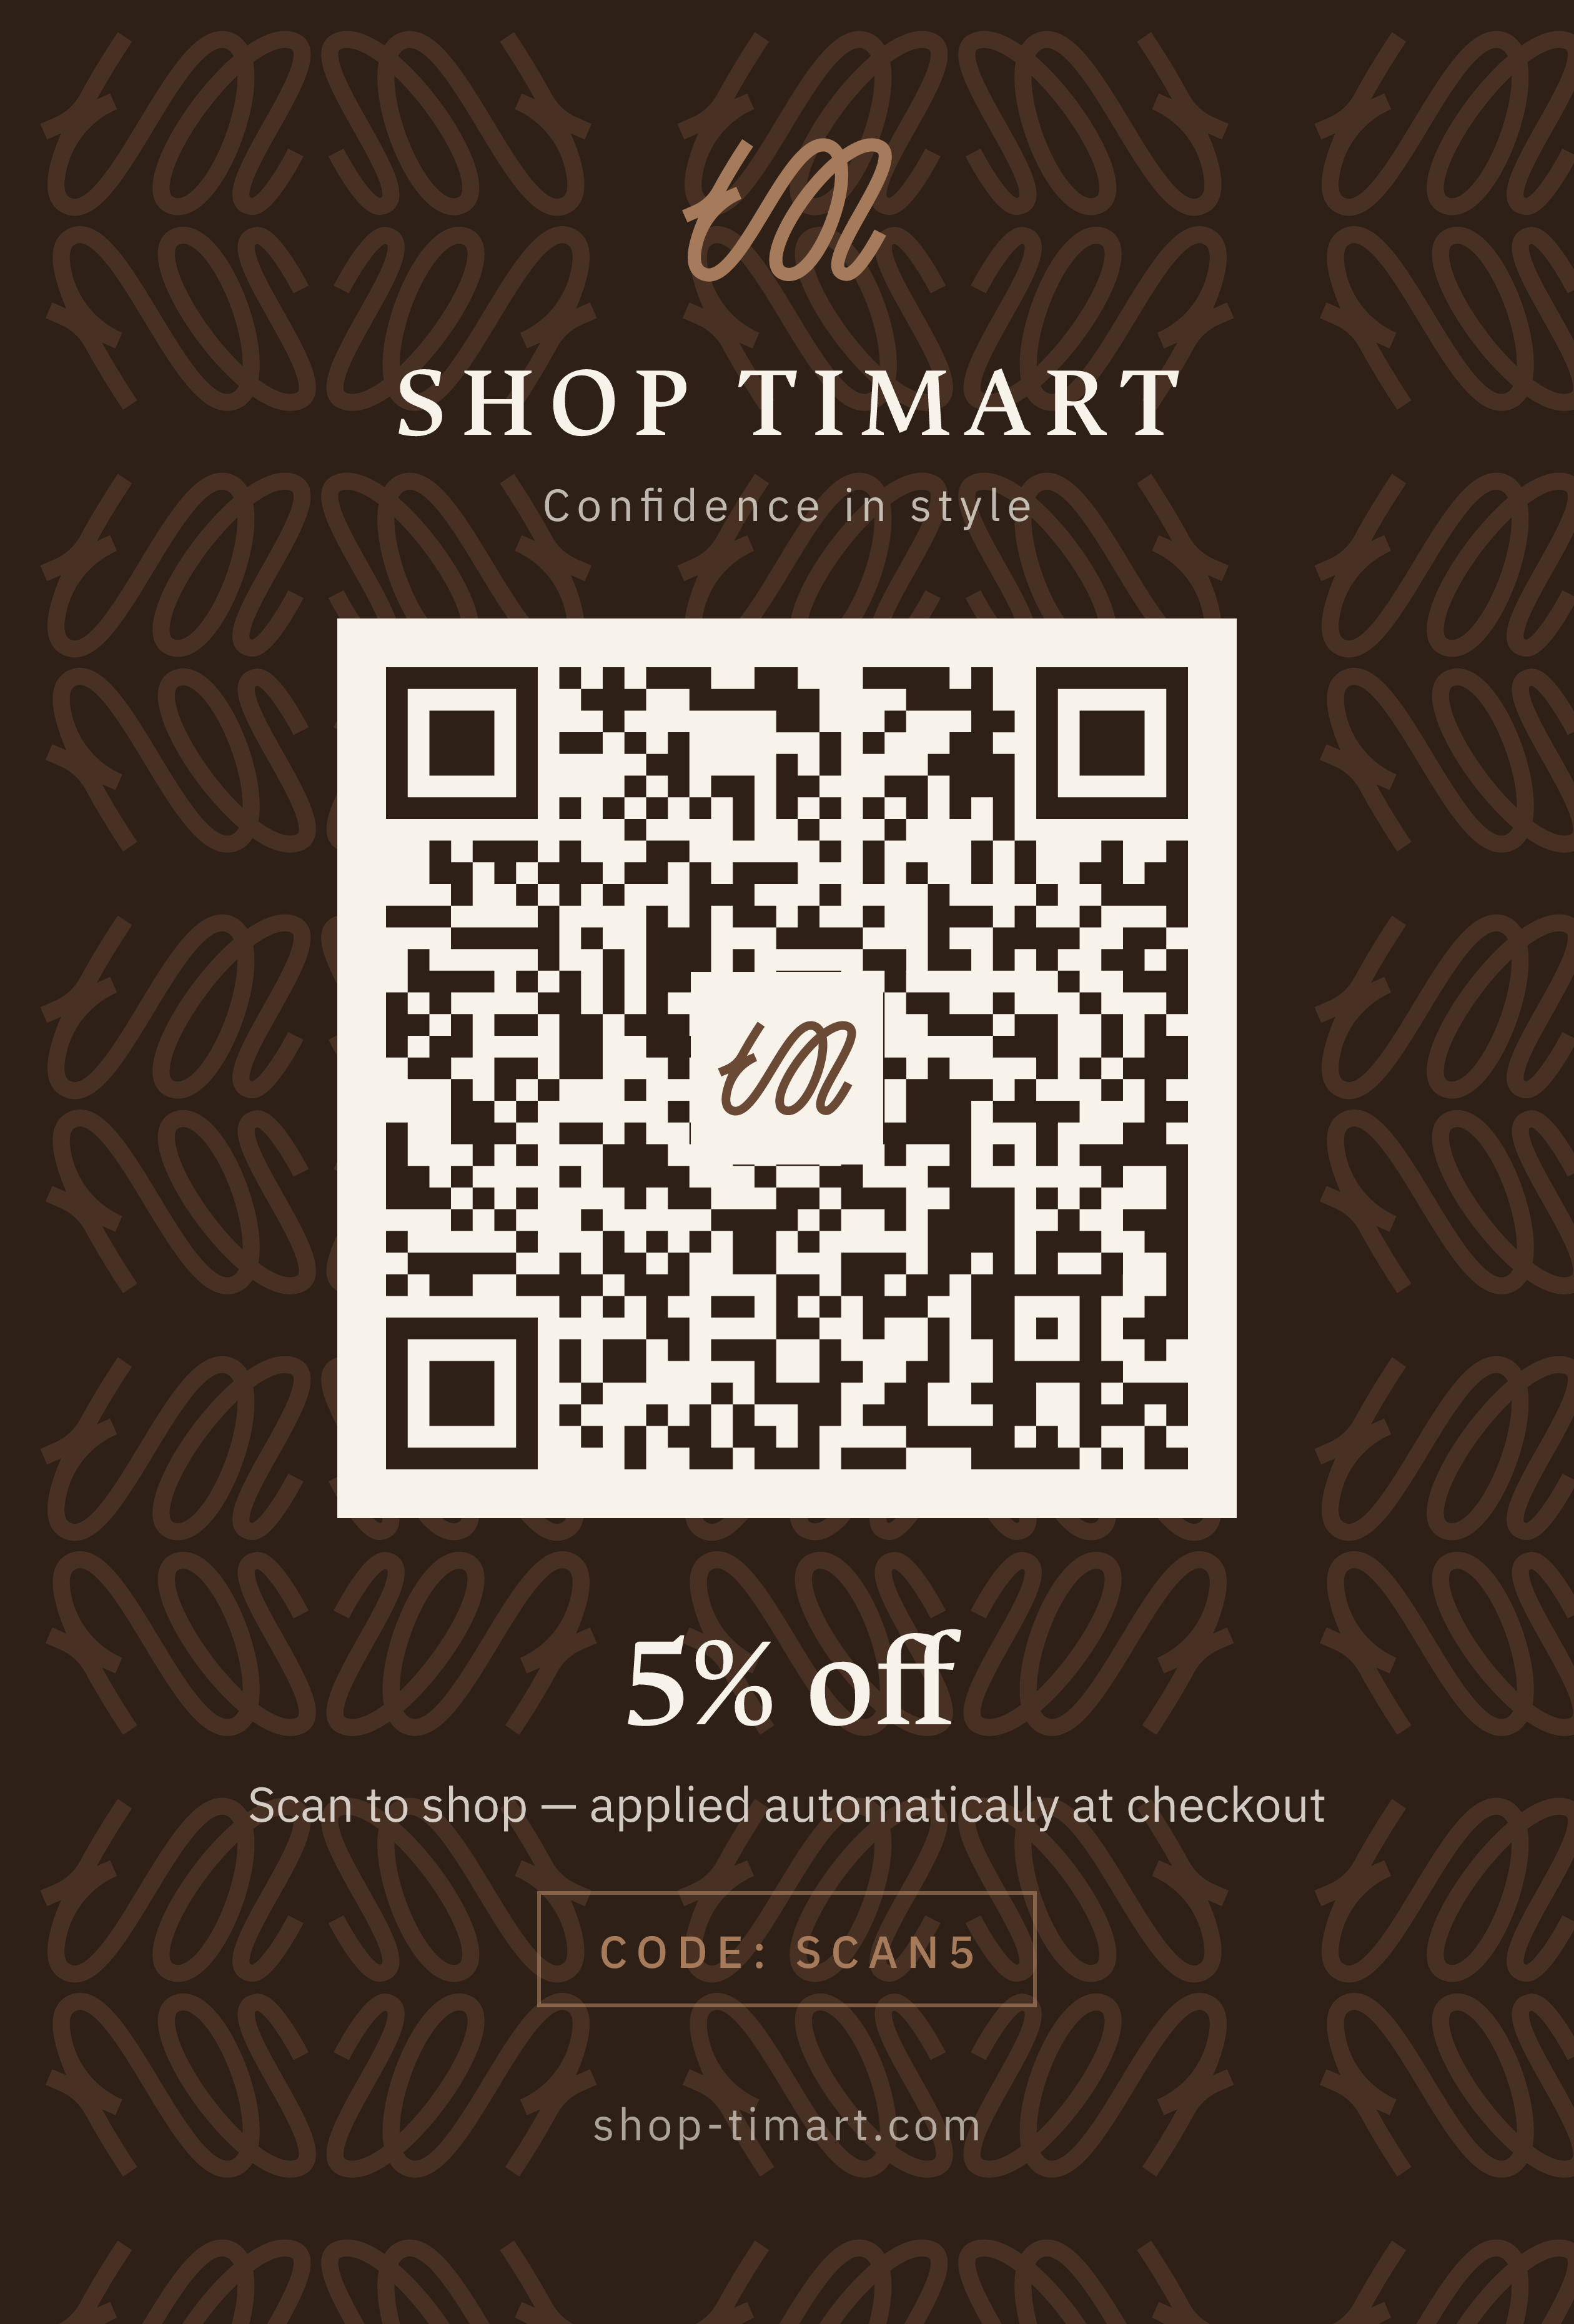 SHOP TIMART
Confidence in style
5% off
Scan to shop — applied automatically at checkout
CODE: SCAN5
shop-timart.com